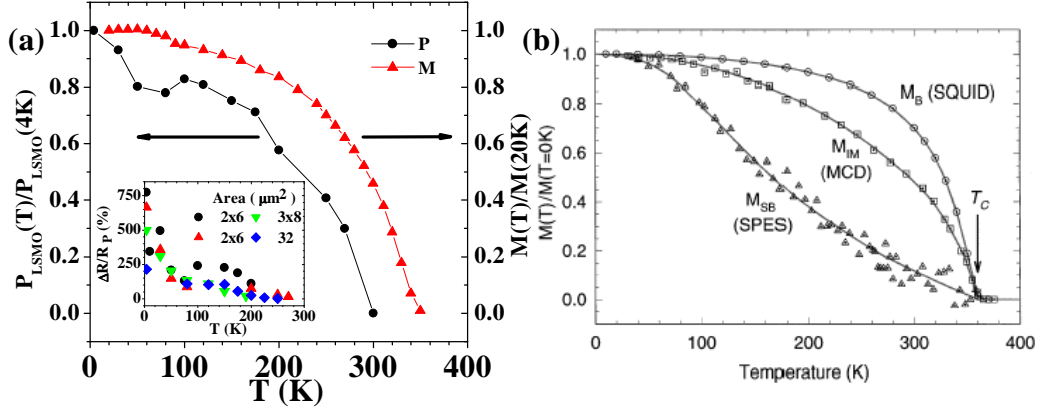 (a)
P_LSMO(T)/P_LSMO(4K)
1.0
0.8
0.6
0.4
0.2
0.0
0 100 200 300 400
T (K)
1.0
0.8
0.6
0.4
0.2
0.0
M(T)/M(20K)
P
M
ΔR/R_P (%)
750
500
250
0
0 100 200 300
T (K)
Area ( μm²)
2x6 3x8
2x6 32
(b)
M(T)/M(T=0K)
1.0
0.8
0.6
0.4
0.2
0.0
0 100 200 300 400
Temperature (K)
M_B (SQUID)
M_IM
(MCD)
M_SB
(SPES)
T_C